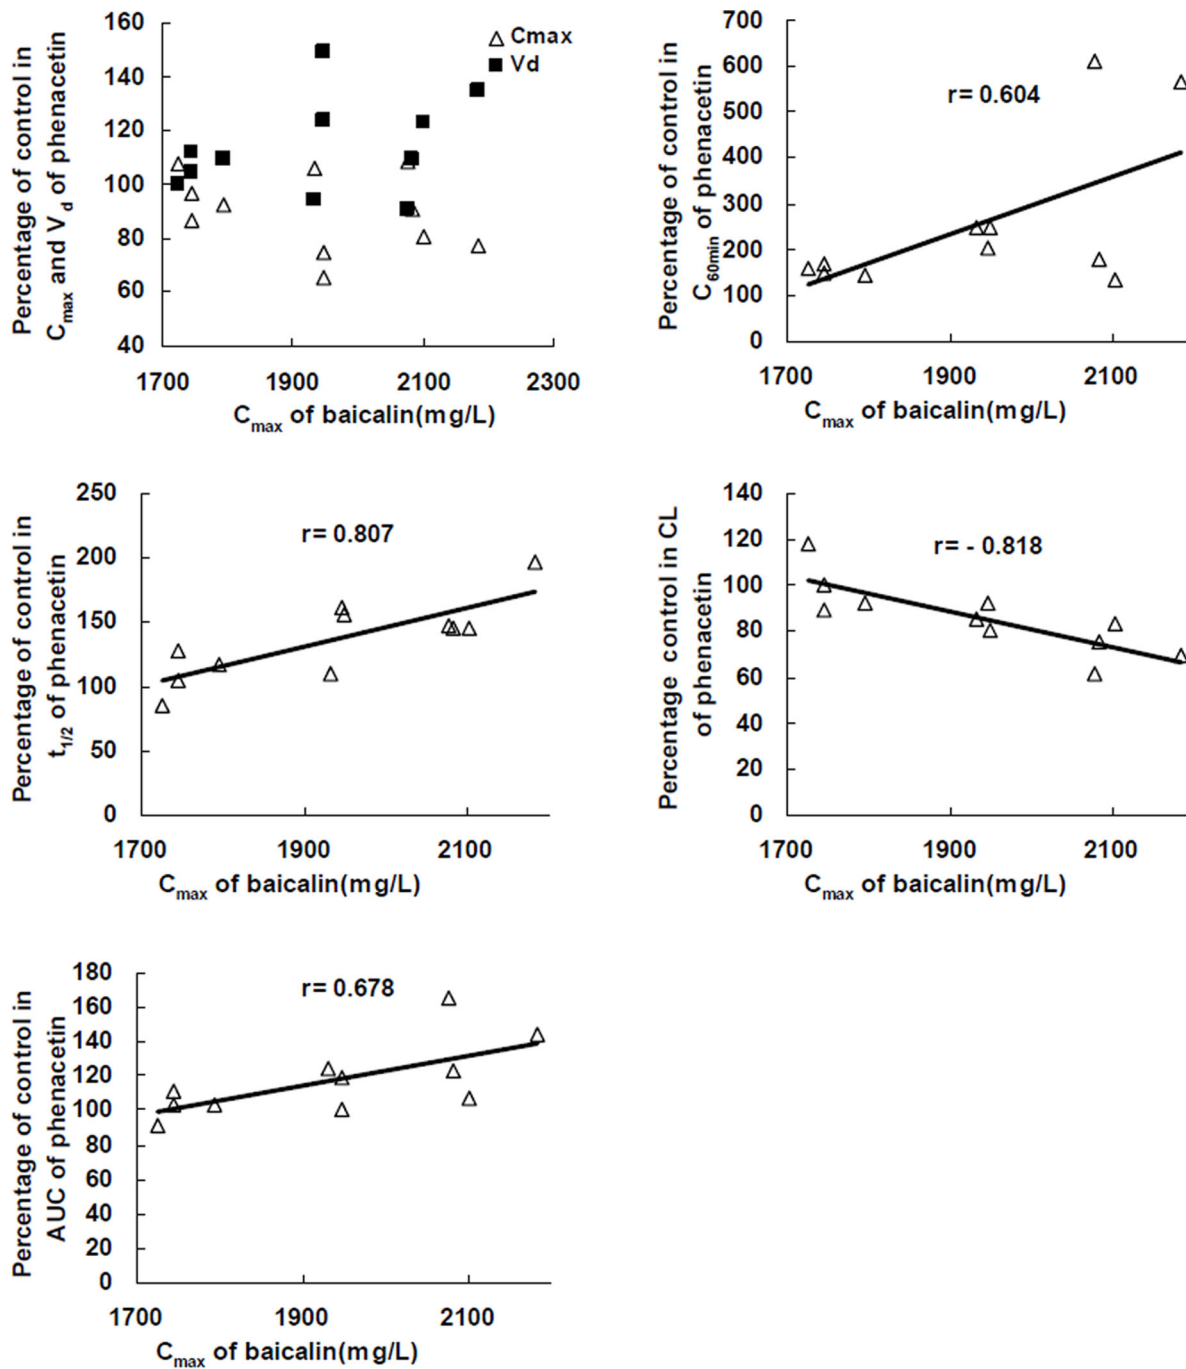 Percentage of control in
Cmax and Vd of phenacetin
160
140
120
100
80
60
40
1700
1900
2100
2300
Cmax of baicalin(mg/L)
Cmax
Vd
Percentage of control in
C60min of phenacetin
700
600
500
400
300
200
100
0
1700
1900
2100
Cmax of baicalin(mg/L)
r= 0.604
Percentage of control in
t1/2 of phenacetin
250
200
150
100
50
0
1700
1900
2100
Cmax of baicalin(mg/L)
r= 0.807
Percentage control in CL
of phenacetin
140
120
100
80
60
40
20
0
1700
1900
2100
Cmax of baicalin(mg/L)
r= - 0.818
Percentage of control in
AUC of phenacetin
180
160
140
120
100
80
60
40
20
0
1700
1900
2100
Cmax of baicalin(mg/L)
r= 0.678